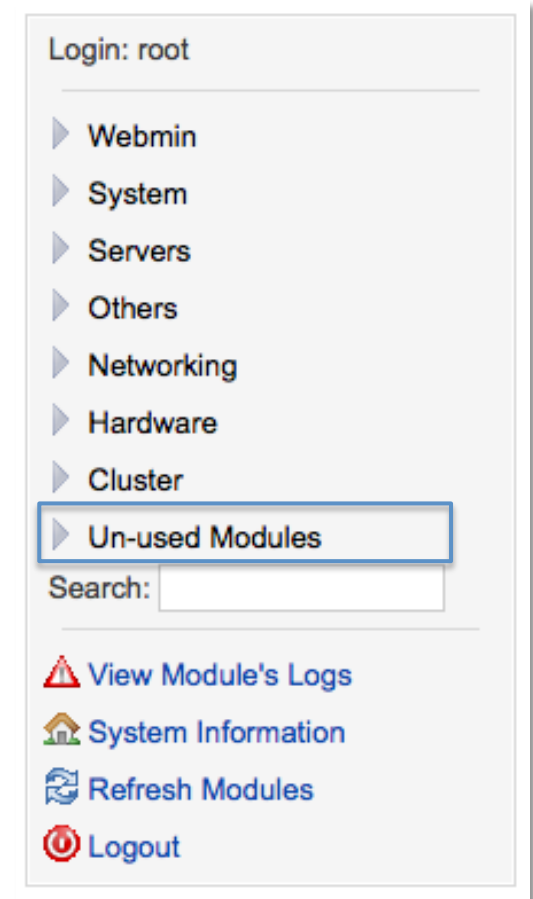 Login: root
Webmin
System
Servers
Others
Networking
Hardware
Cluster
Un-used Modules
Search:
View Module's Logs
System Information
Refresh Modules
Logout